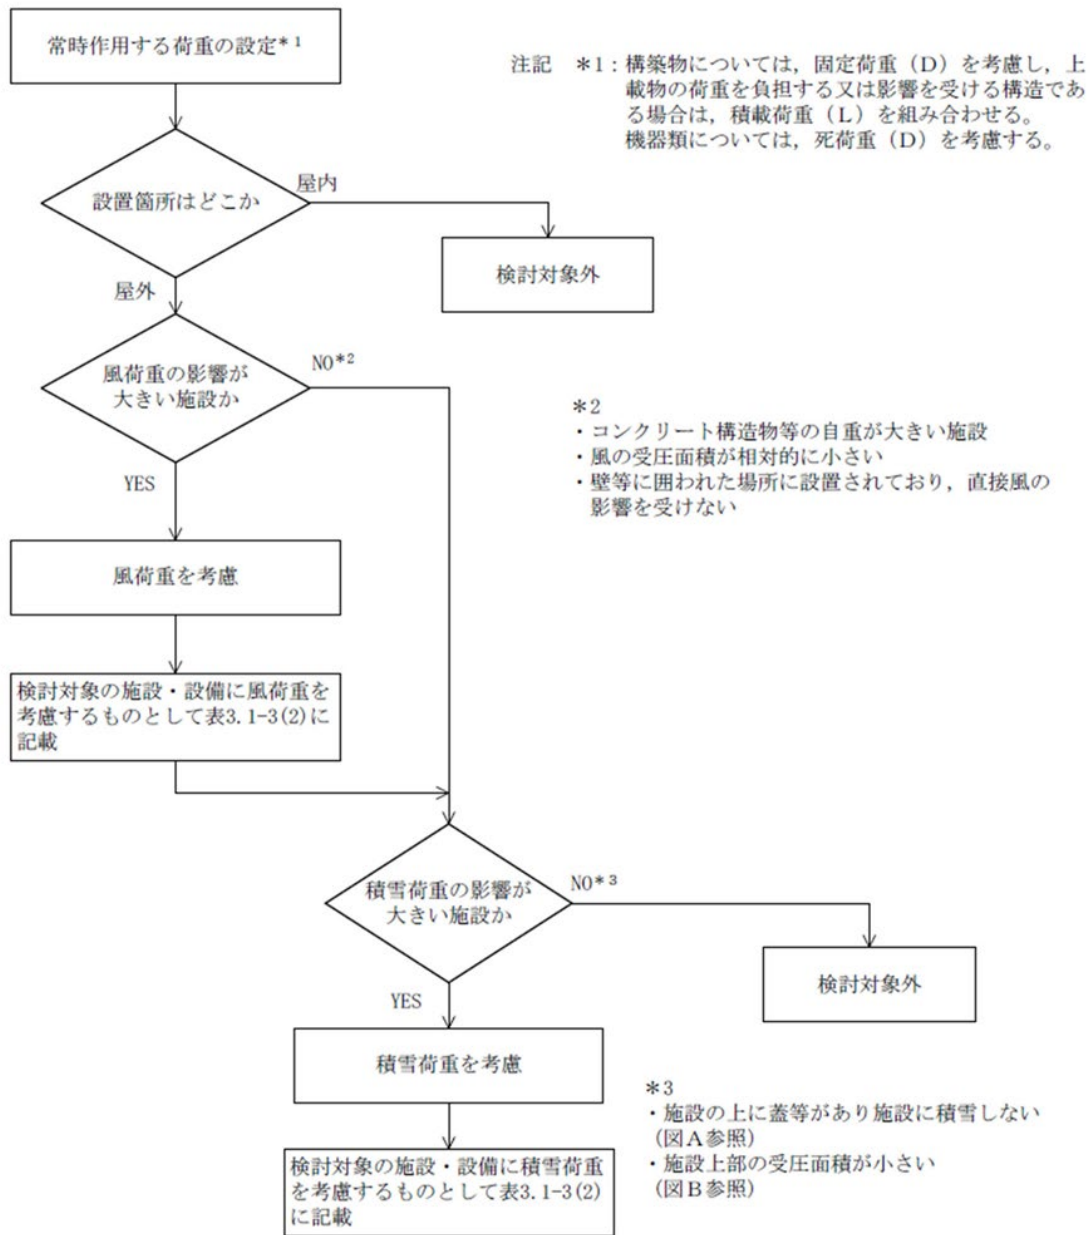 常時作用する荷重の設定*1
注記　*1：構築物については，固定荷重（D）を考慮し，上
載物の荷重を負担する又は影響を受ける構造であ
る場合は，積載荷重（L）を組み合わせる。
機器類については，死荷重（D）を考慮する。
設置箇所はどこか
屋内
検討対象外
屋外
風荷重の影響が
大きい施設か
NO*2
*2
・コンクリート構造物等の自重が大きい施設
・風の受圧面積が相対的に小さい
・壁等に囲われた場所に設置されており，直接風の
影響を受けない
YES
風荷重を考慮
検討対象の施設・設備に風荷重を
考慮するものとして表3.1-3(2)に
記載
積雪荷重の影響が
大きい施設か
NO*3
検討対象外
YES
積雪荷重を考慮
*3
・施設の上に蓋等があり施設に積雪しない
（図A参照）
・施設上部の受圧面積が小さい
（図B参照）
検討対象の施設・設備に積雪荷重
を考慮するものとして表3.1-3(2)
に記載